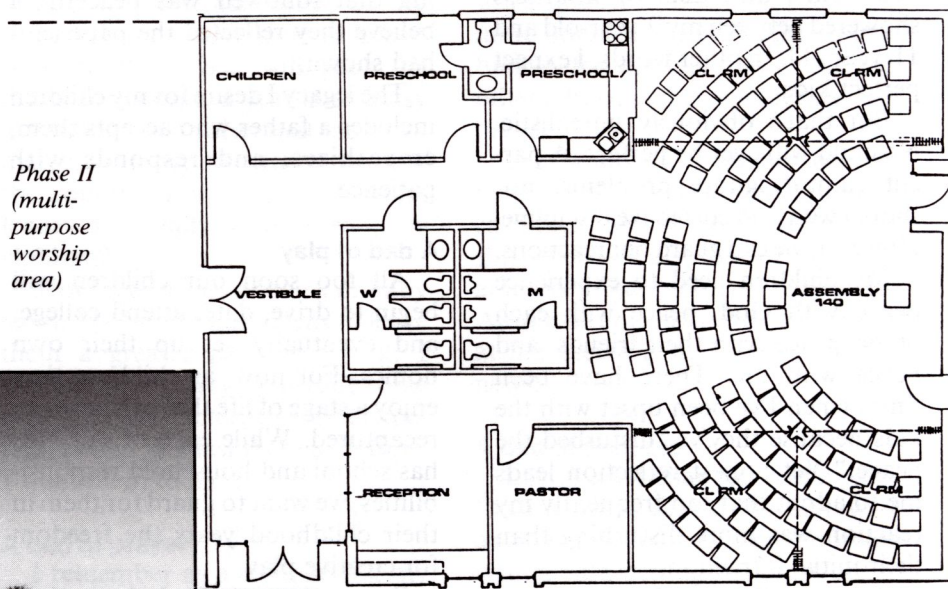 CHILDREN
PRESCHOOL
PRESCHOOL/
CL RM
CL RM
Phase II
(multi-
purpose
worship
area)
VESTIBULE
W
M
ASSEMBLY
140
RECEPTION
PASTOR
CL RM
CL RM